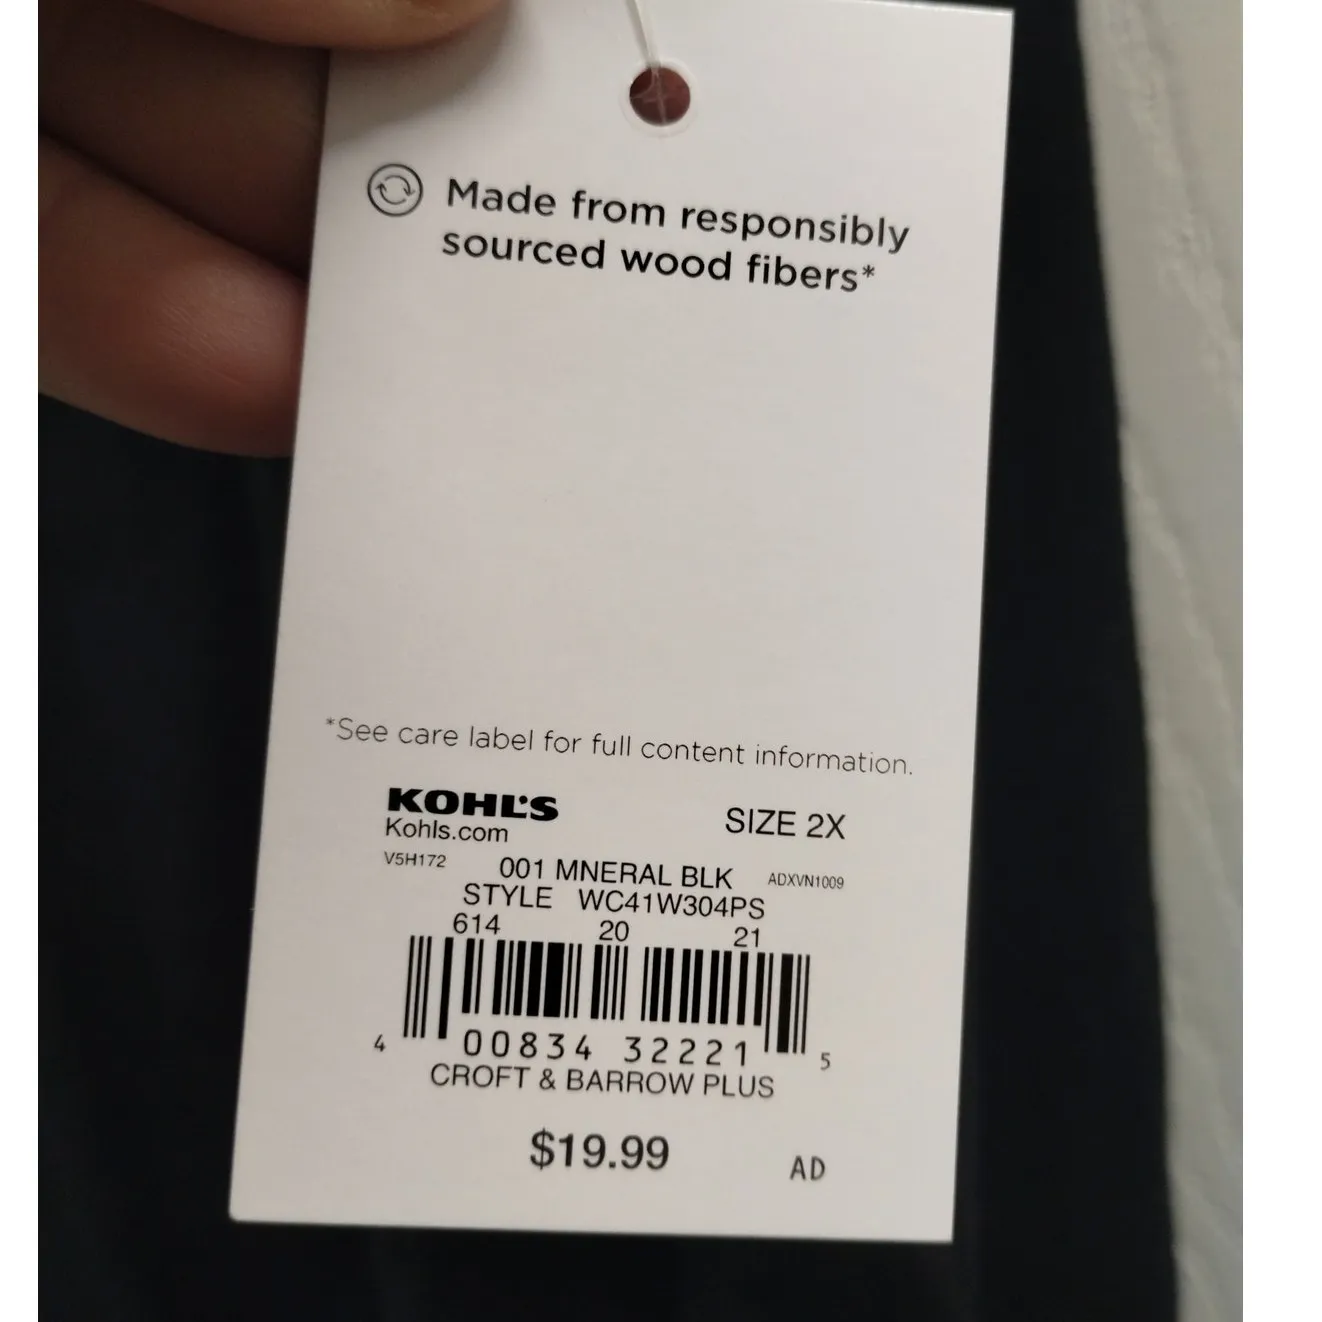 Made from responsibly
sourced wood fibers*
*See care label for full content information.
KOHL'S
Kohls.com
SIZE 2X
V5H172 001 MNERAL BLK ADXVN1009
STYLE WC41W304PS
614 20 21
4 00834 32221 5
CROFT & BARROW PLUS
$19.99 AD